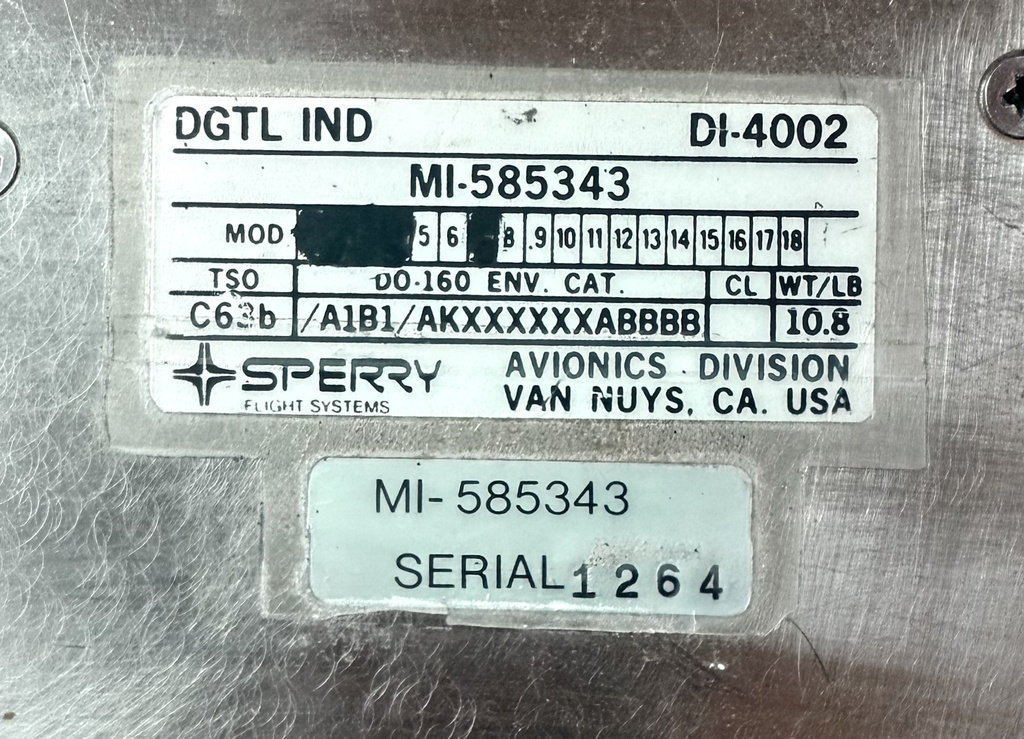 DGTL IND DI-4002
MI-585343
MOD 5 6 8 9 10 11 12 13 14 15 16 17 18
TSO DO-160 ENV. CAT. CL WT/LB
C63b /A1B1/AKXXXXXXABBBB 10.8
SPERRY AVIONICS DIVISION
FLIGHT SYSTEMS VAN NUYS, CA. USA
MI-585343
SERIAL 1264